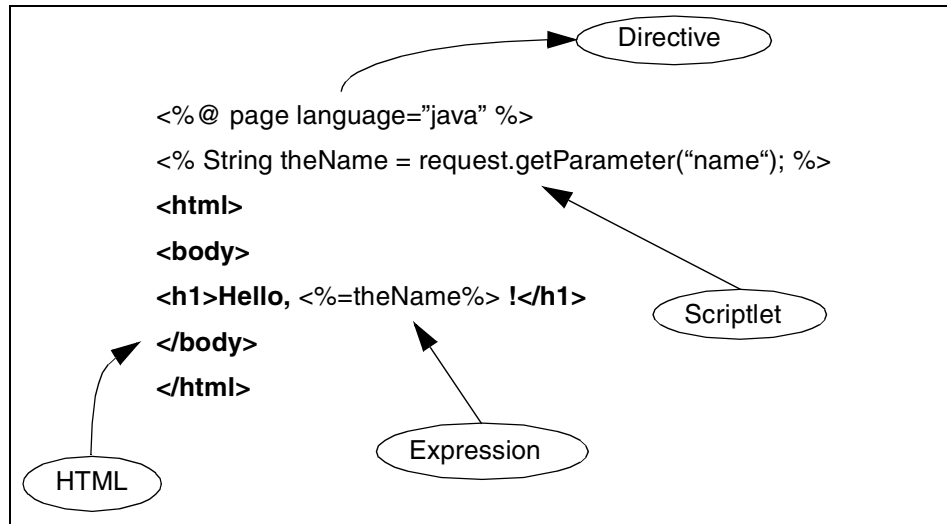 Directive
<%@ page language=”java” %>
<% String theName = request.getParameter(“name“); %>
<html>
<body>
<h1>Hello, <%=theName%> !</h1>
Scriptlet
</body>
</html>
Expression
HTML